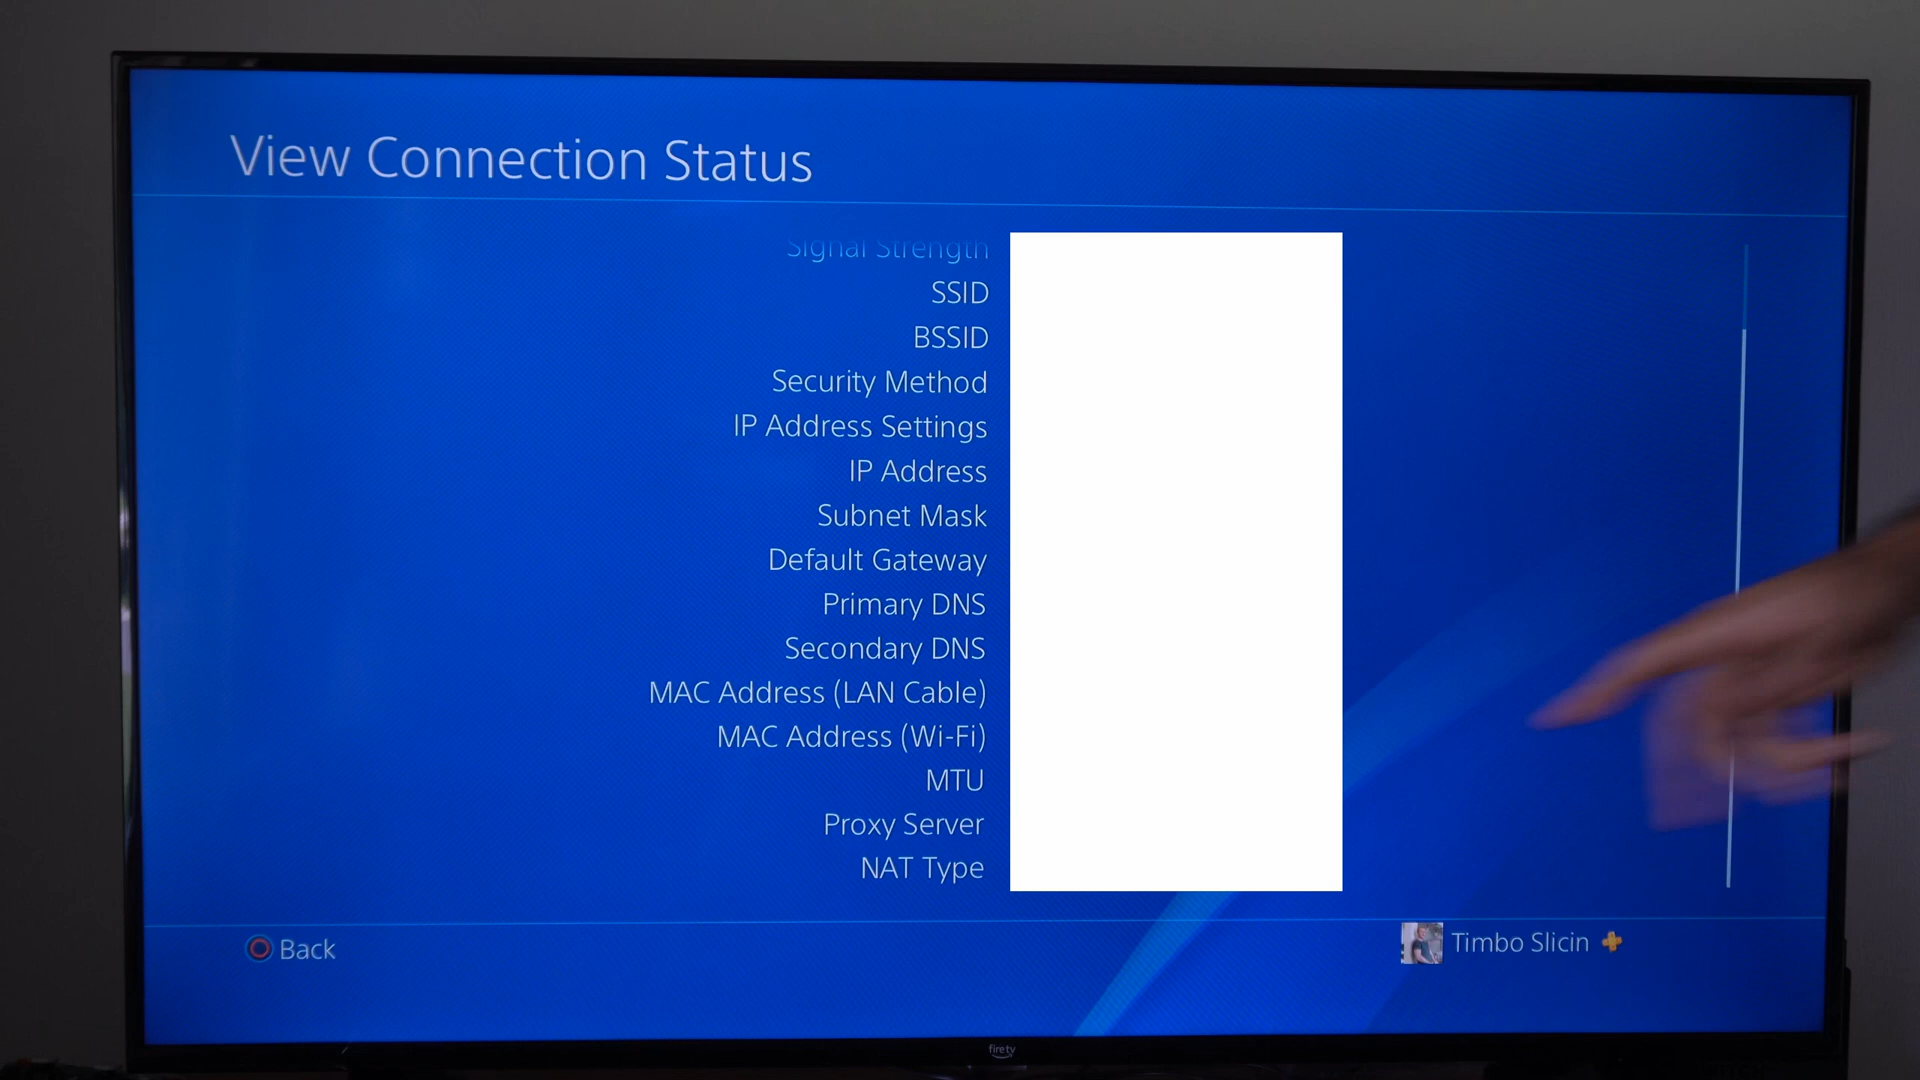 View Connection Status
Signal Strength
SSID
BSSID
Security Method
IP Address Settings
IP Address
Subnet Mask
Default Gateway
Primary DNS
Secondary DNS
MAC Address (LAN Cable)
MAC Address (Wi-Fi)
MTU
Proxy Server
NAT Type
Back
Timbo Slicin
firetv